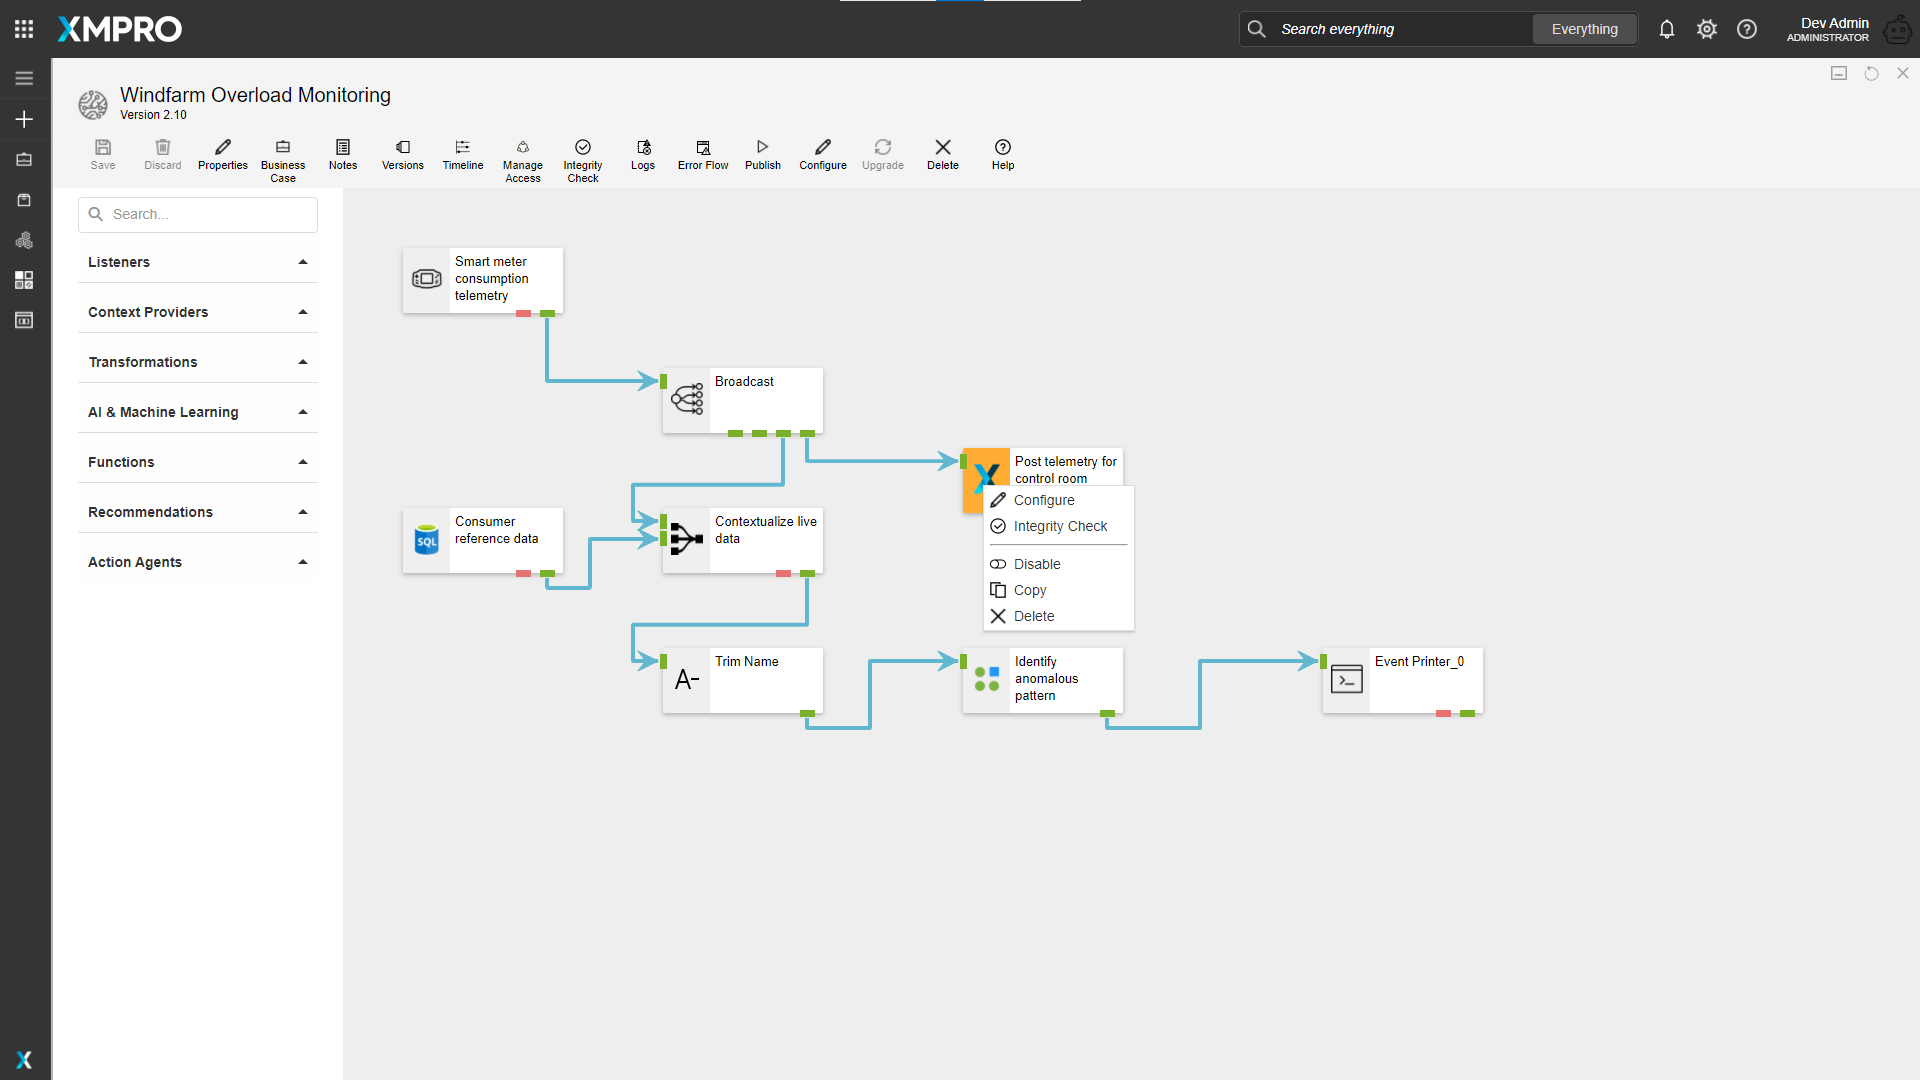 XMPRO
Search everything
Everything
Dev Admin
ADMINISTRATOR
Windfarm Overload Monitoring
Version 2.10
Save
Discard
Properties
Business
Case
Notes
Versions
Timeline
Manage
Access
Integrity
Check
Logs
Error Flow
Publish
Configure
Upgrade
Delete
Help
Search...
Listeners
Context Providers
Transformations
AI & Machine Learning
Functions
Recommendations
Action Agents
Smart meter
consumption
telemetry
Broadcast
Post telemetry for
control room
Configure
Integrity Check
Disable
Copy
Delete
SQL
Consumer
reference data
Contextualize live
data
A-
Trim Name
Identify
anomalous
pattern
Event Printer_0